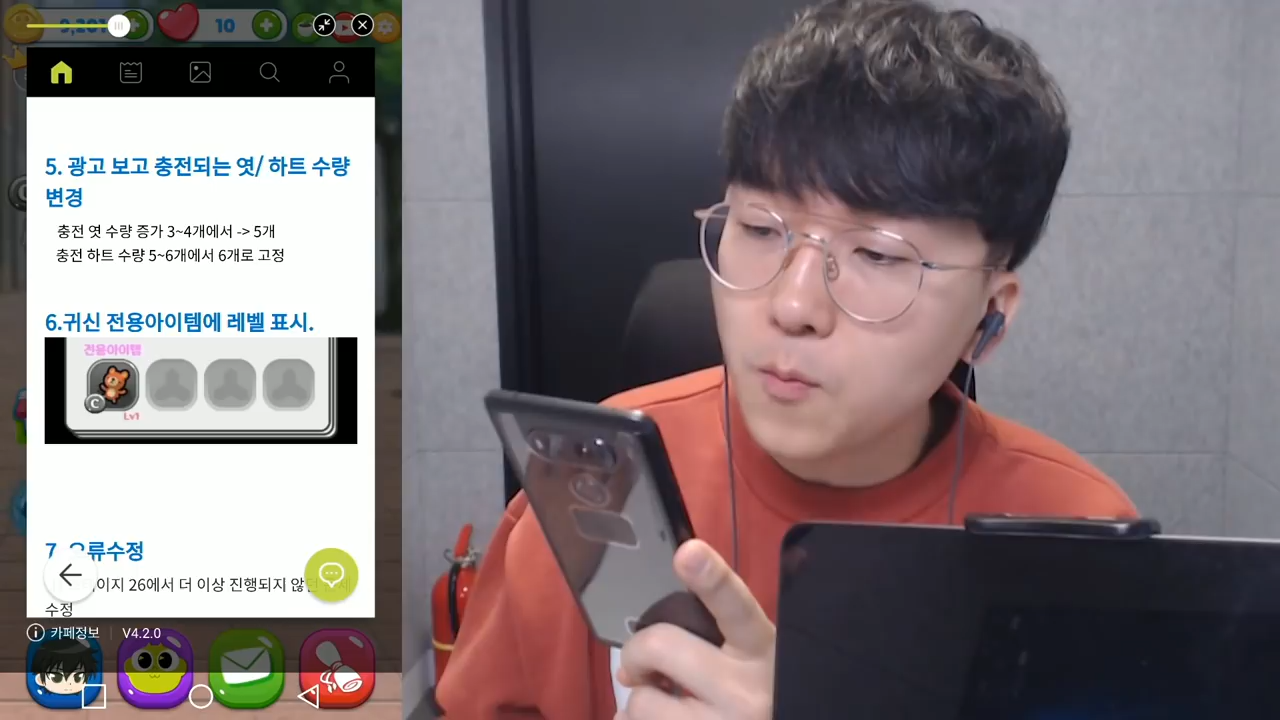 10
5. 광고 보고 충전되는 엿/ 하트 수량
변경
충전 엿 수량 증가 3~4개에서 -> 5개
충전 하트 수량 5~6개에서 6개로 고정
6.귀신 전용아이템에 레벨 표시.
전용아이템
C
Lv1
7. 오류수정
이지 26에서 더 이상 진행되지 않던
수정
카페정보
V4.2.0